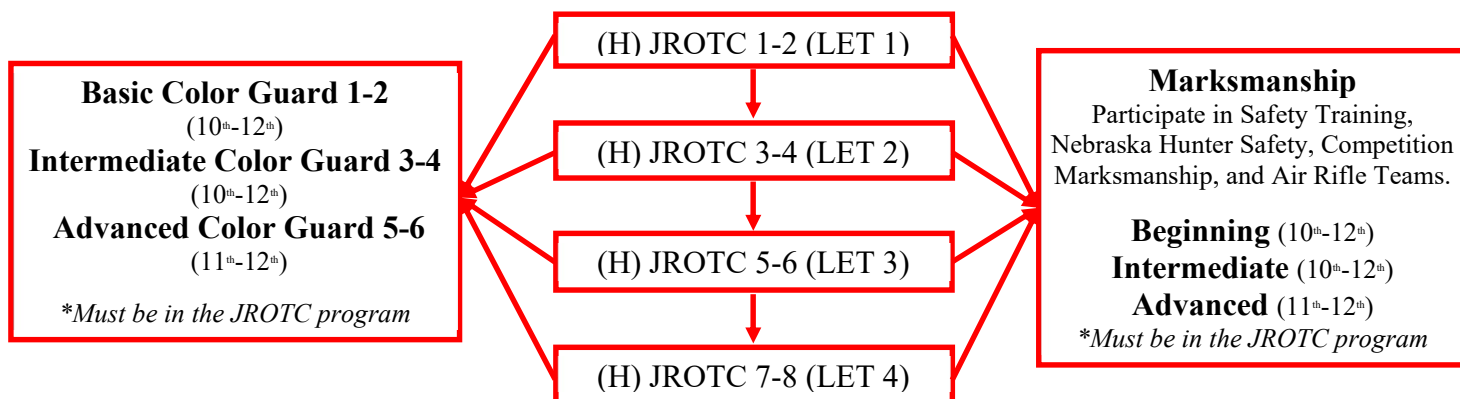 Basic Color Guard 1-2
(10th-12th)
Intermediate Color Guard 3-4
(10th-12th)
Advanced Color Guard 5-6
(11th-12th)
*Must be in the JROTC program
(H) JROTC 1-2 (LET 1)
(H) JROTC 3-4 (LET 2)
(H) JROTC 5-6 (LET 3)
(H) JROTC 7-8 (LET 4)
Marksmanship
Participate in Safety Training,
Nebraska Hunter Safety, Competition
Marksmanship, and Air Rifle Teams.
Beginning (10th-12th)
Intermediate (10th-12th)
Advanced (11th-12th)
*Must be in the JROTC program